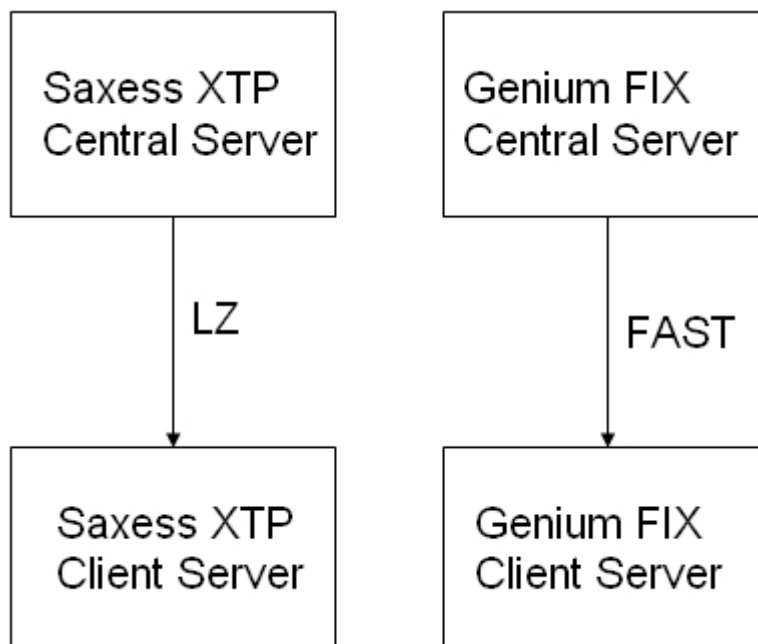 Saxess XTP
Central Server
Genium FIX
Central Server
LZ
FAST
Saxess XTP
Client Server
Genium FIX
Client Server